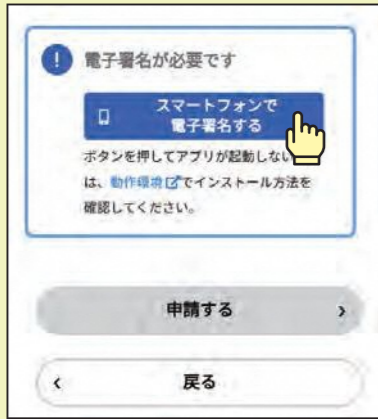 電子署名が必要です
スマートフォンで
電子署名する
ボタンを押してアプリが起動しない
は、動作環境でインストール方法を
確認してください。
申請する
戻る